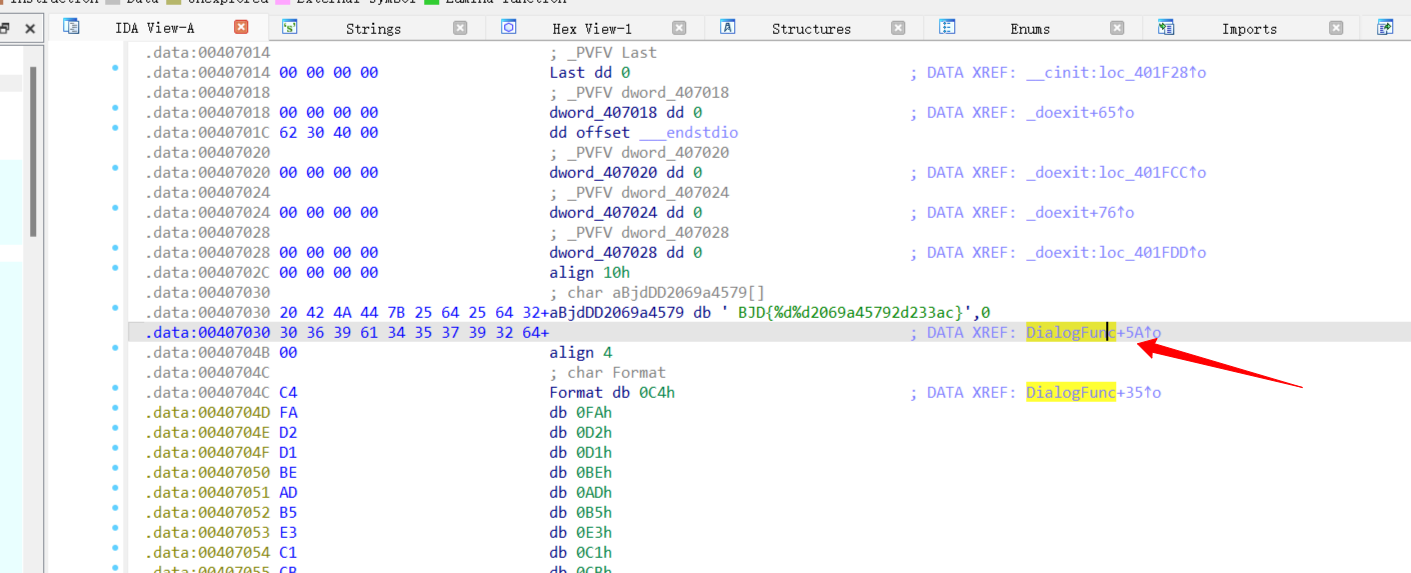 Instruction Data Unexplored External symbol Lumina function
IDA View-A Strings Hex View-1 Structures Enums Imports
.data:00407014 ; _PVFV Last
.data:00407014 00 00 00 00 Last dd 0 ; DATA XREF: __cinit:loc_401F28↑o
.data:00407018 ; _PVFV dword_407018
.data:00407018 00 00 00 00 dword_407018 dd 0 ; DATA XREF: _doexit+65↑o
.data:0040701C 62 30 40 00 dd offset ___endstdio
.data:00407020 ; _PVFV dword_407020
.data:00407020 00 00 00 00 dword_407020 dd 0 ; DATA XREF: _doexit:loc_401FCC↑o
.data:00407024 ; _PVFV dword_407024
.data:00407024 00 00 00 00 dword_407024 dd 0 ; DATA XREF: _doexit+76↑o
.data:00407028 ; _PVFV dword_407028
.data:00407028 00 00 00 00 dword_407028 dd 0 ; DATA XREF: _doexit:loc_401FDD↑o
.data:0040702C 00 00 00 00 align 10h
.data:00407030 ; char aBjdDD2069a4579[]
.data:00407030 20 42 4A 44 7B 25 64 25 64 32+aBjdDD2069a4579 db ' BJD{%d%d2069a45792d233ac}',0
.data:00407030 30 36 39 61 34 35 37 39 32 64+ ; DATA XREF: DialogFunc+5A↑o
.data:0040704B 00 align 4
.data:0040704C ; char Format
.data:0040704C C4 Format db 0C4h ; DATA XREF: DialogFunc+35↑o
.data:0040704D FA db 0FAh
.data:0040704E D2 db 0D2h
.data:0040704F D1 db 0D1h
.data:00407050 BE db 0BEh
.data:00407051 AD db 0ADh
.data:00407052 B5 db 0B5h
.data:00407053 E3 db 0E3h
.data:00407054 C1 db 0C1h
.data:00407055 CB db 0CBh